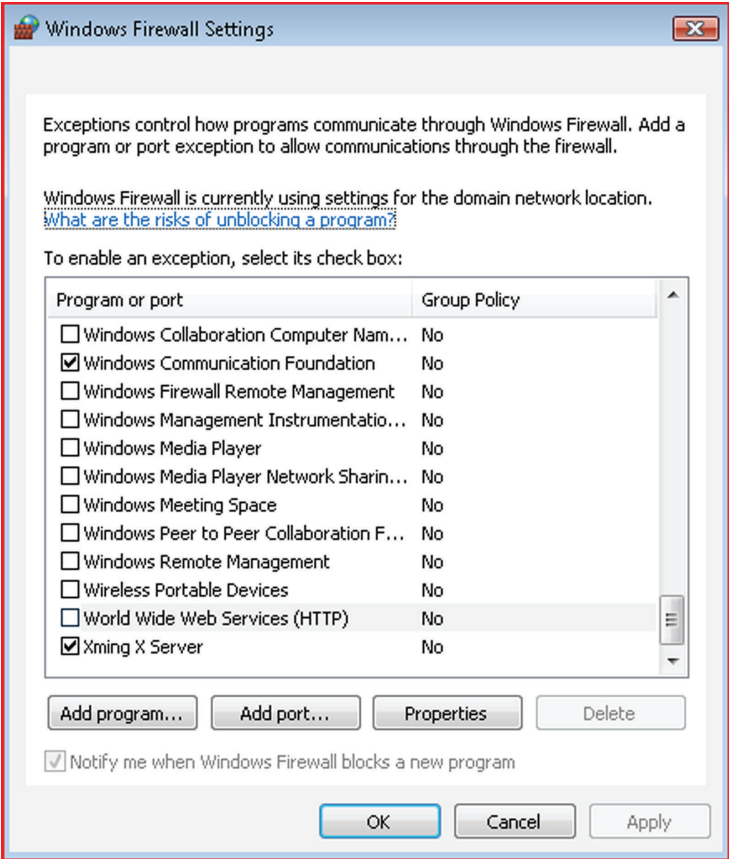 Windows Firewall Settings
Exceptions control how programs communicate through Windows Firewall. Add a
program or port exception to allow communications through the firewall.
Windows Firewall is currently using settings for the domain network location.
What are the risks of unblocking a program?
To enable an exception, select its check box:
Program or port Group Policy
Windows Collaboration Computer Nam... No
Windows Communication Foundation No
Windows Firewall Remote Management No
Windows Management Instrumentatio... No
Windows Media Player No
Windows Media Player Network Sharin... No
Windows Meeting Space No
Windows Peer to Peer Collaboration F... No
Windows Remote Management No
Wireless Portable Devices No
World Wide Web Services (HTTP) No
Xming X Server No
Add program... Add port... Properties Delete
Notify me when Windows Firewall blocks a new program
OK Cancel Apply